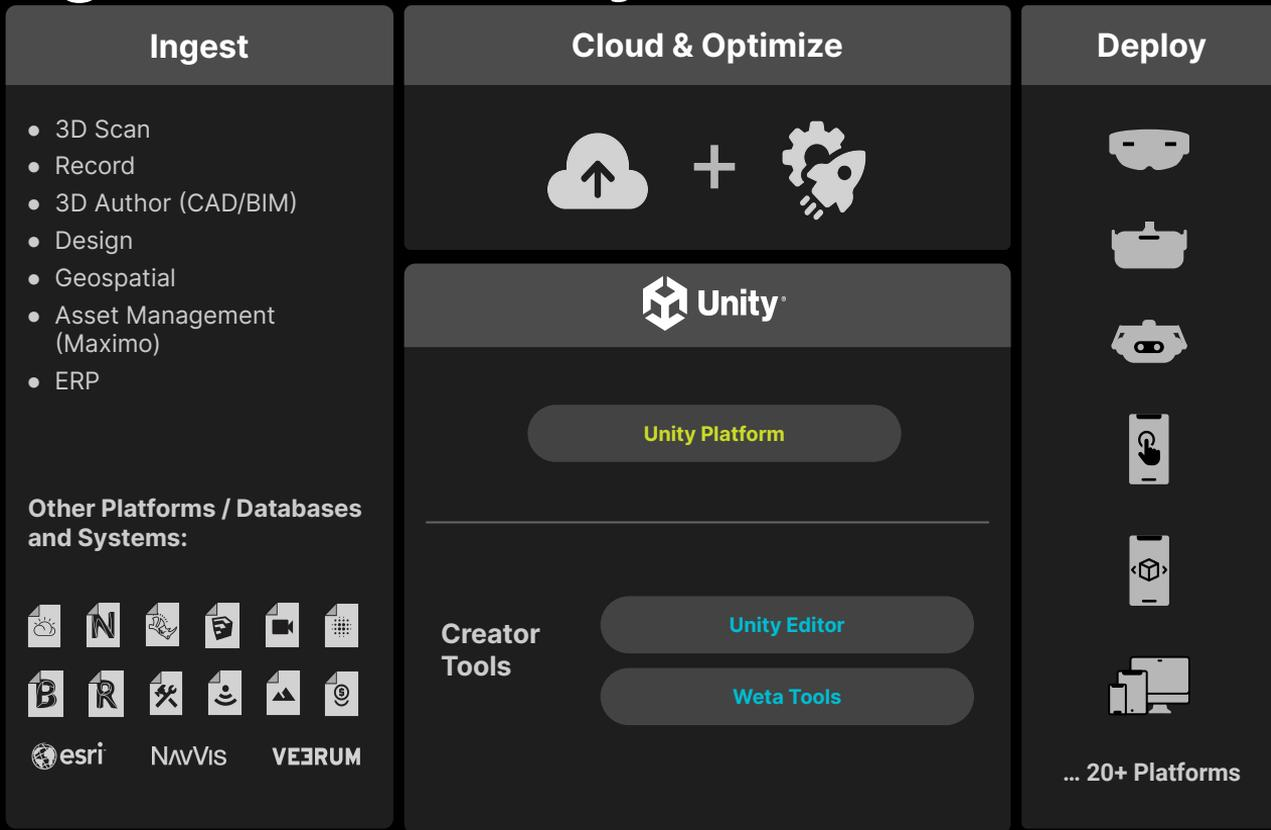 Ingest
3D Scan
Record
3D Author (CAD/BIM)
Design
Geospatial
Asset Management
(Maximo)
ERP
Other Platforms / Databases
and Systems:
N
B
R
esri
NAVVIS
VEERUM
Cloud & Optimize
Unity
Unity Platform
Creator
Tools
Unity Editor
Weta Tools
Deploy
... 20+ Platforms